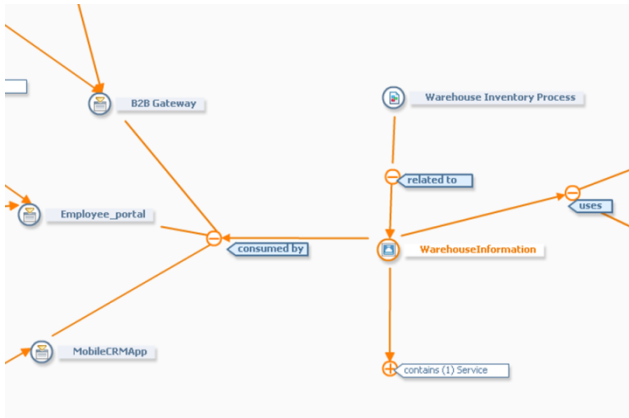 B2B Gateway
Warehouse Inventory Process
related to
uses
Employee_portal
consumed by
WarehouseInformation
MobileCRMApp
contains (1) Service